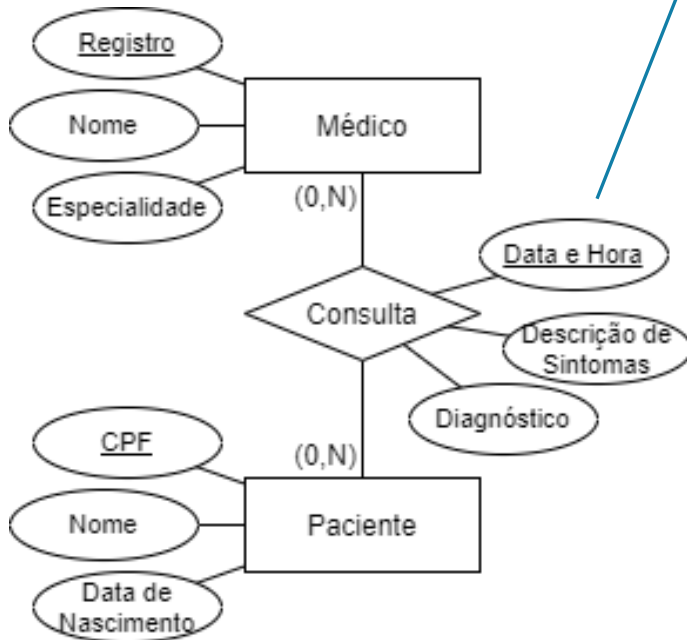 Registro
Nome
Médico
Especialidade
(0,N)
Data e Hora
Consulta
Descrição de
Sintomas
Diagnóstico
CPF
(0,N)
Nome
Paciente
Data de
Nascimento